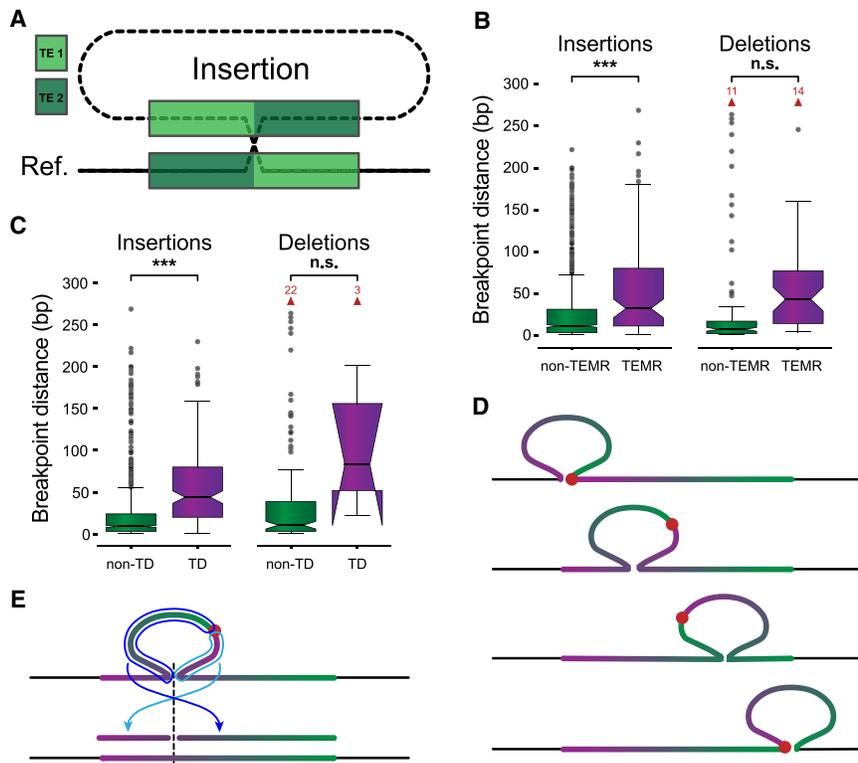 A
TE 1
TE 2
Insertion
Ref.
B
Insertions Deletions
*** n.s.
11 14
Breakpoint distance (bp)
300
250
200
150
100
50
0
non-TEMR TEMR non-TEMR TEMR
C
Insertions Deletions
*** n.s.
22 3
Breakpoint distance (bp)
300
250
200
150
100
50
0
non-TD TD non-TD TD
D
E